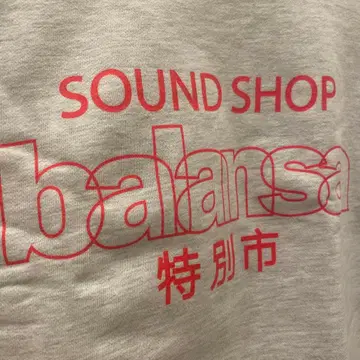 SOUND SHOP
balansa
特別市